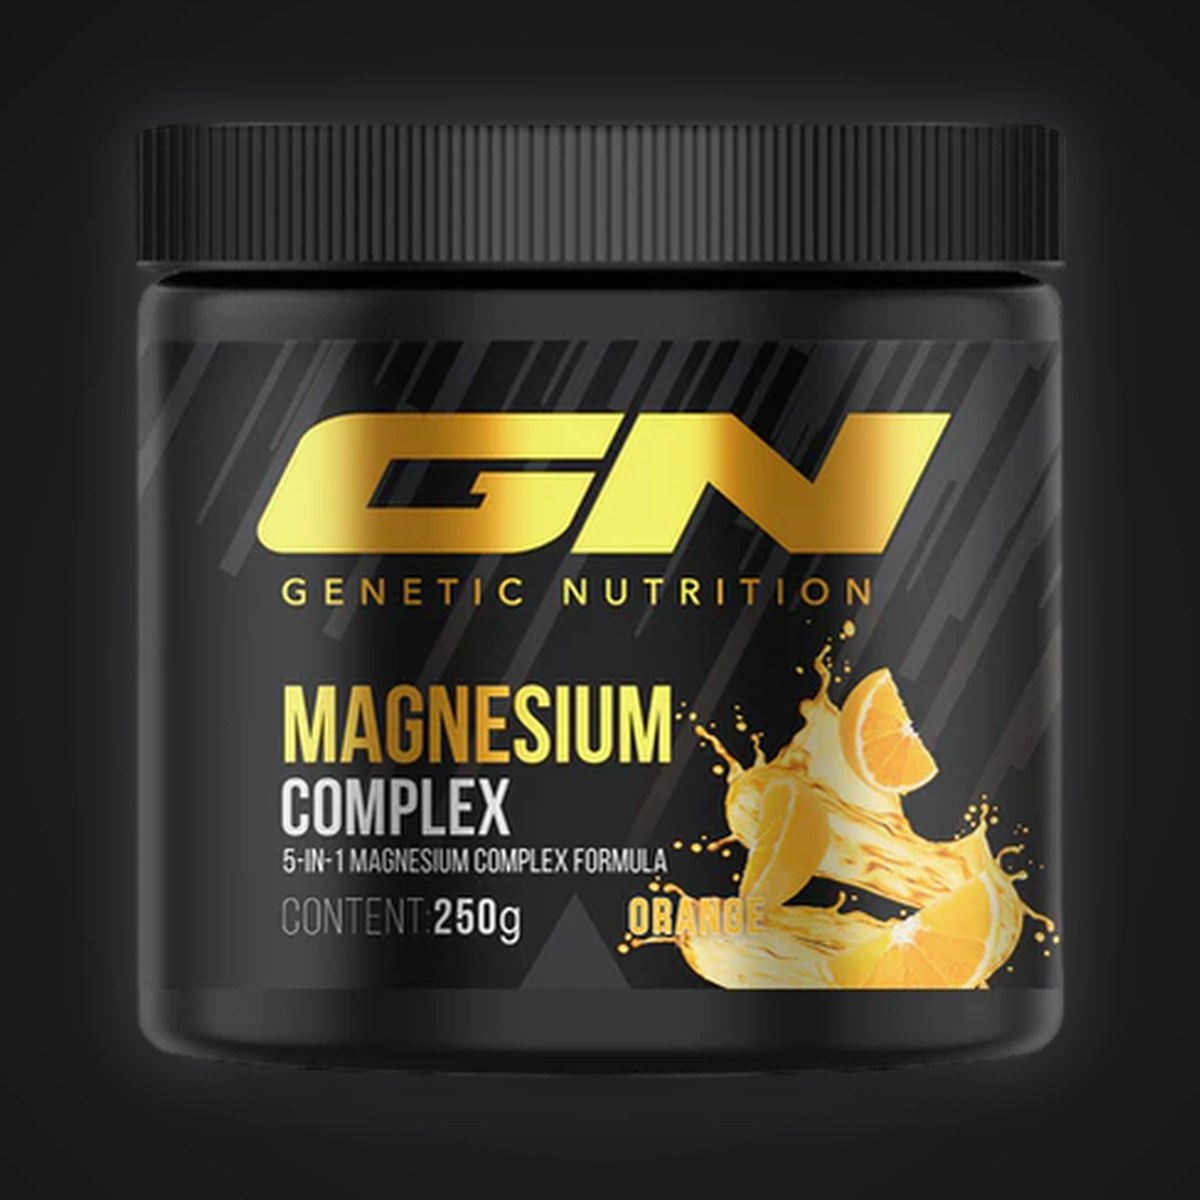 GN
GENETIC NUTRITION
MAGNESIUM
COMPLEX
5-IN-1 MAGNESIUM COMPLEX FORMULA
CONTENT:250g
ORANGE